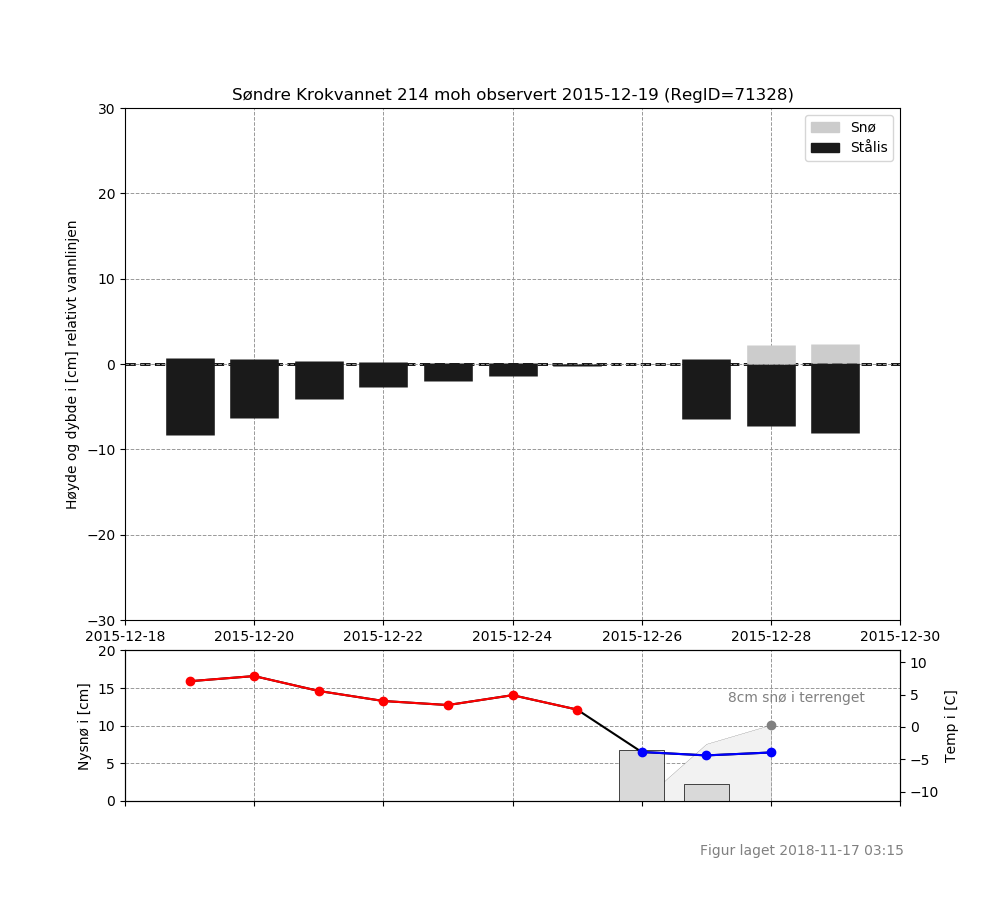 Søndre Krokvannet 214 moh observert 2015-12-19 (RegID=71328)
Høyde og dybde i [cm] relativt vannlinjen
30
20
10
0
−10
−20
−30
Snø
Stålis
2015-12-18 2015-12-20 2015-12-22 2015-12-24 2015-12-26 2015-12-28 2015-12-30
Nysnø i [cm]
20
15
10
5
0
8cm snø i terrenget
10
5
0
−5
−10
Temp i [C]
Figur laget 2018-11-17 03:15